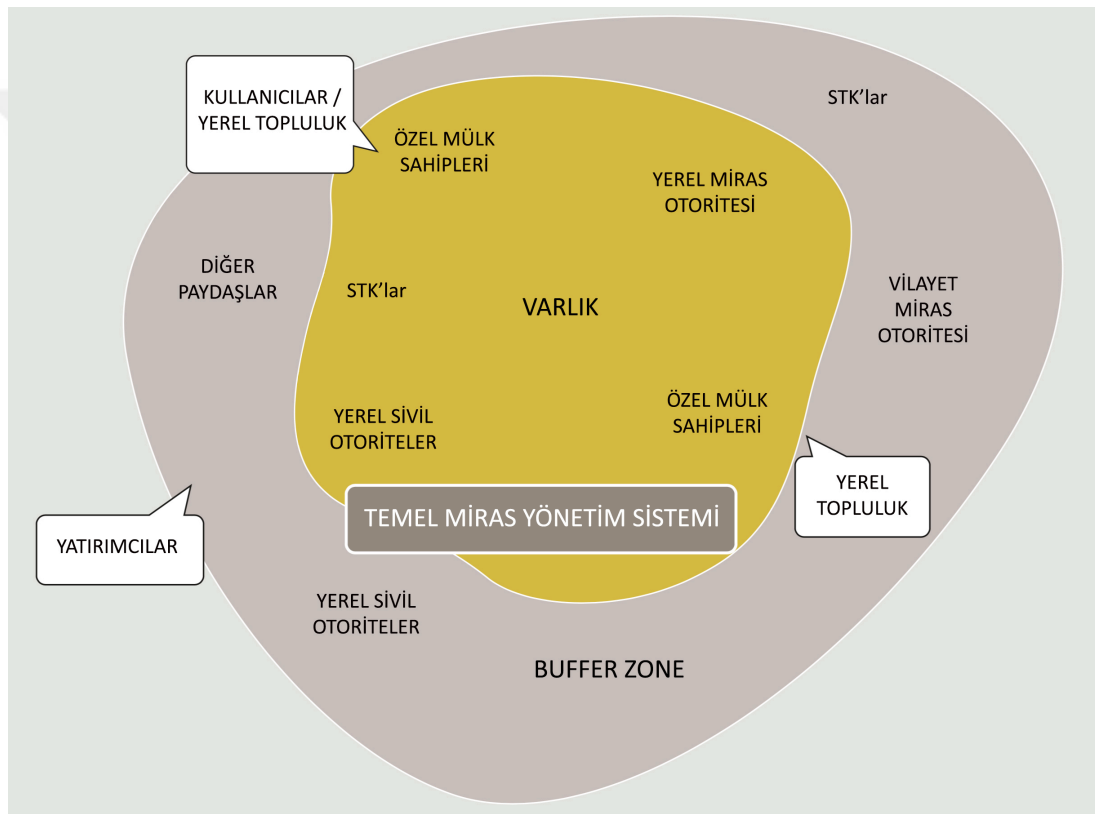 KULLANICILAR /
YEREL TOPLULUK
STK’lar
ÖZEL MÜLK
SAHİPLERİ
YEREL MİRAS
OTORİTESİ
DİĞER
PAYDAŞLAR
STK’lar
VARLIK
VİLAYET
MİRAS
OTORİTESİ
YEREL SİVİL
OTORİTELER
ÖZEL MÜLK
SAHİPLERİ
YEREL
TOPLULUK
TEMEL MİRAS YÖNETİM SİSTEMİ
YATIRIMCILAR
YEREL SİVİL
OTORİTELER
BUFFER ZONE